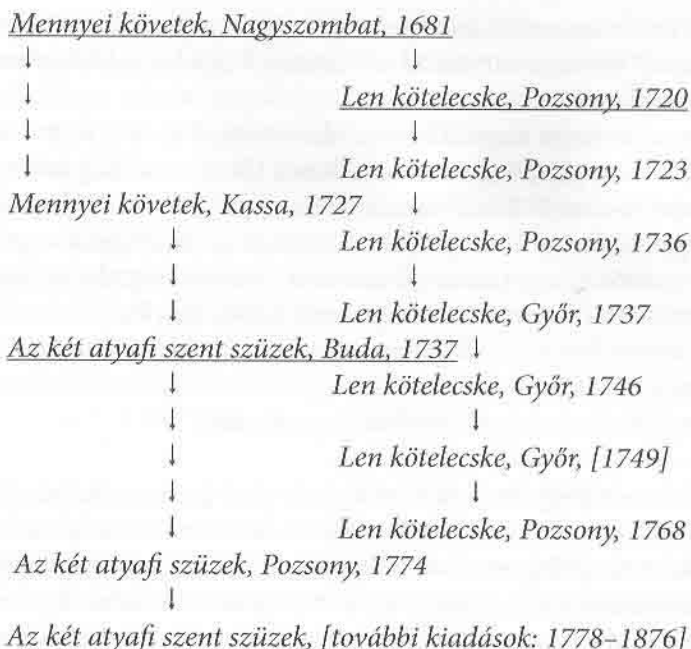 Mennyei követek, Nagyszombat, 1681
↓ ↓
↓ Len kötelecske, Pozsony, 1720
↓ ↓
↓ Len kötelecske, Pozsony, 1723
Mennyei követek, Kassa, 1727 ↓
↓ Len kötelecske, Pozsony, 1736
↓ ↓
↓ Len kötelecske, Győr, 1737
Az két atyafi szent szüzek, Buda, 1737 ↓
↓ Len kötelecske, Győr, 1746
↓ ↓
↓ Len kötelecske, Győr, [1749]
↓ ↓
↓ Len kötelecske, Pozsony, 1768
Az két atyafi szüzek, Pozsony, 1774
↓
Az két atyafi szent szüzek, [további kiadások: 1778–1876]